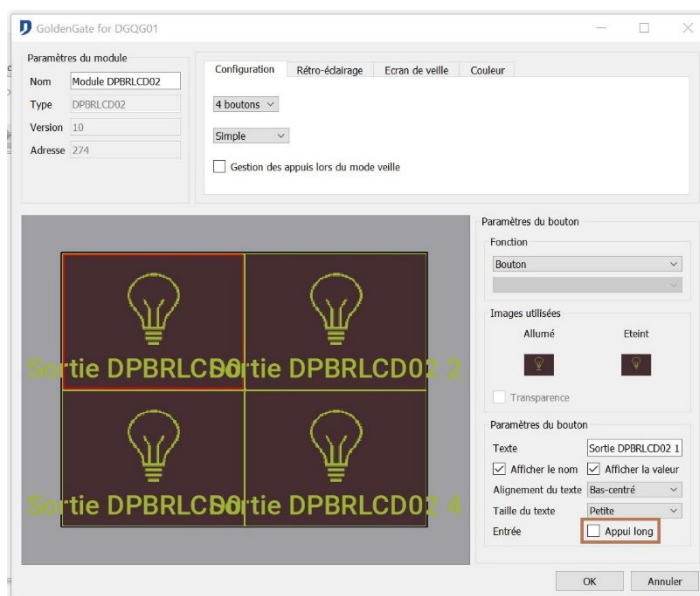 GoldenGate for DGQG01
Paramètres du module
Nom Module DPBRLCD02
Type DPBRLCD02
Version 10
Adresse 274
Configuration Rétro-éclairage Ecran de veille Couleur
4 boutons
Simple
Gestion des appuis lors du mode veille
Paramètres du bouton
Fonction
Bouton
Images utilisées
Allumé Eteint
Transparence
Paramètres du bouton
Texte Sortie DPBRLCD02 1
Afficher le nom Afficher la valeur
Alignement du texte Bas-centré
Taille du texte Petite
Entrée Appui long
OK Annuler
Sortie DPBRLCD0 Sortie DPBRLCD02 2
Sortie DPBRLCD0 Sortie DPBRLCD02 4